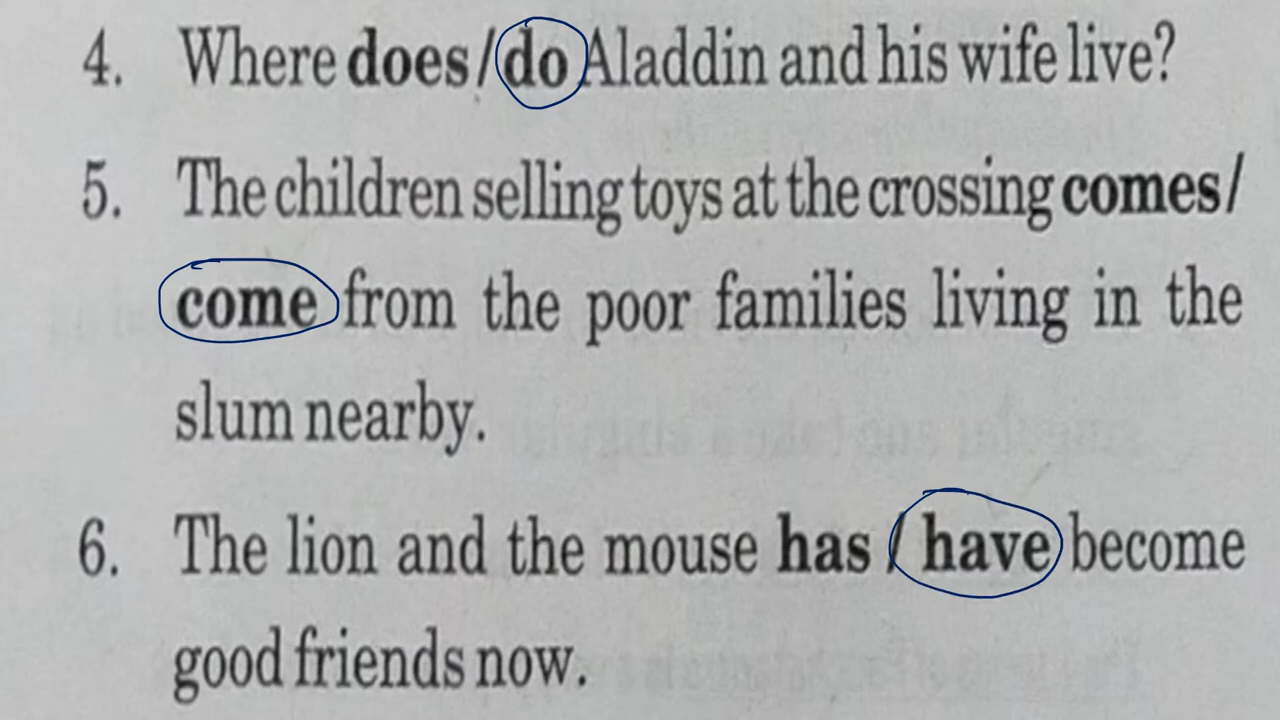 4. Where does/do Aladdin and his wife live?
5. The children selling toys at the crossing comes/
come from the poor families living in the
slum nearby.
6. The lion and the mouse has / have become
good friends now.